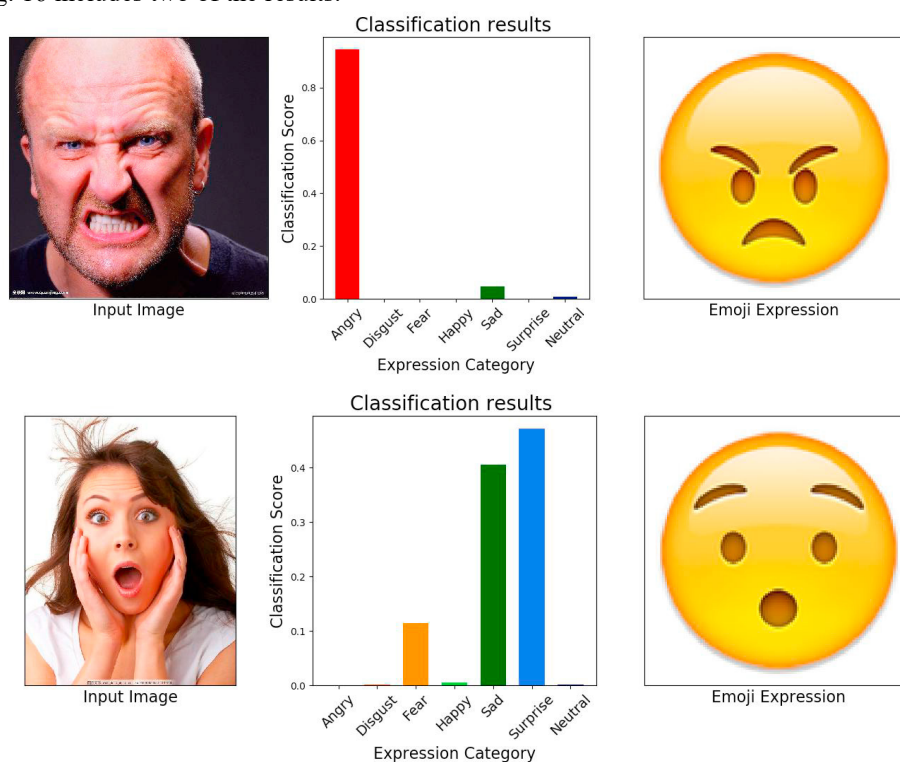 Classification results
0.8
0.6
0.4
0.2
0.0
Classification Score
Angry
Disgust
Fear
Happy
Sad
Surprise
Neutral
Expression Category
Input Image
Emoji Expression
Classification results
0.4
0.3
0.2
0.1
0.0
Classification Score
Angry
Disgust
Fear
Happy
Sad
Surprise
Neutral
Expression Category
Input Image
Emoji Expression